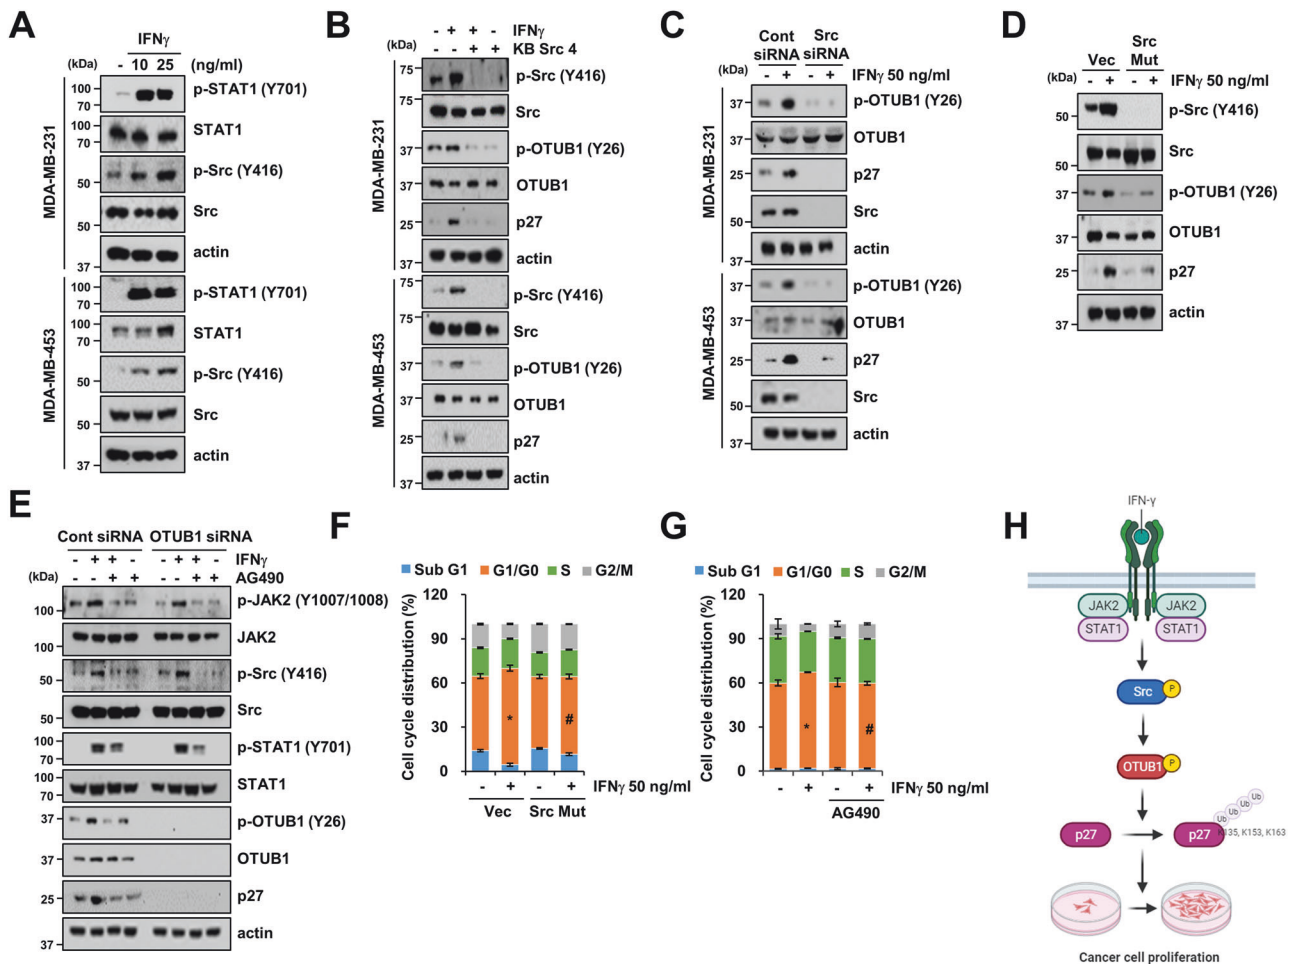 A
IFNγ
(kDa) - 10 25 (ng/ml)
MDA-MB-231
100
70
p-STAT1 (Y701)
100
70
STAT1
50
p-Src (Y416)
50
Src
37
actin
MDA-MB-453
100
70
p-STAT1 (Y701)
100
70
STAT1
50
p-Src (Y416)
50
Src
37
actin
B
- + + - IFNγ
- - + + KB Src 4
(kDa)
MDA-MB-231
75
p-Src (Y416)
75
Src
37
p-OTUB1 (Y26)
37
OTUB1
25
p27
37
actin
MDA-MB-453
75
p-Src (Y416)
75
Src
37
p-OTUB1 (Y26)
37
OTUB1
25
p27
37
actin
C
Cont Src
siRNA siRNA
(kDa) - + - + IFNγ 50 ng/ml
MDA-MB-231
37
p-OTUB1 (Y26)
37
OTUB1
25
p27
50
Src
37
actin
MDA-MB-453
37
p-OTUB1 (Y26)
37
OTUB1
25
p27
50
Src
37
actin
D
Src
Vec Mut
(kDa) - + - + IFNγ 50 ng/ml
50
p-Src (Y416)
50
Src
37
p-OTUB1 (Y26)
37
OTUB1
25
p27
37
actin
E
Cont siRNA OTUB1 siRNA
- + + - - + + - IFNγ
- - + + - - + + AG490
(kDa)
100
p-JAK2 (Y1007/1008)
100
JAK2
50
p-Src (Y416)
50
Src
100
70
p-STAT1 (Y701)
100
70
STAT1
37
p-OTUB1 (Y26)
37
OTUB1
25
p27
37
actin
F
Sub G1 G1/G0 S G2/M
Cell cycle distribution (%)
120
90
60
30
0
* #
- + - + IFNγ 50 ng/ml
Vec Src Mut
G
Sub G1 G1/G0 S G2/M
Cell cycle distribution (%)
120
90
60
30
0
* #
- + - + IFNγ 50 ng/ml
AG490
H
IFN-γ
JAK2 JAK2
STAT1 STAT1
Src P
OTUB1 P
Ub Ub Ub Ub
p27 p27 K135, K153, K163
Cancer cell proliferation